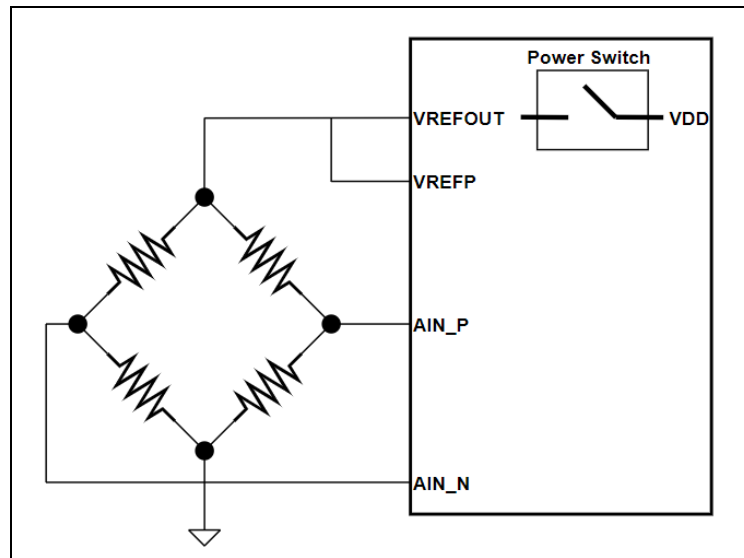 Power Switch
VREFOUT
VDD
VREFP
AIN_P
AIN_N